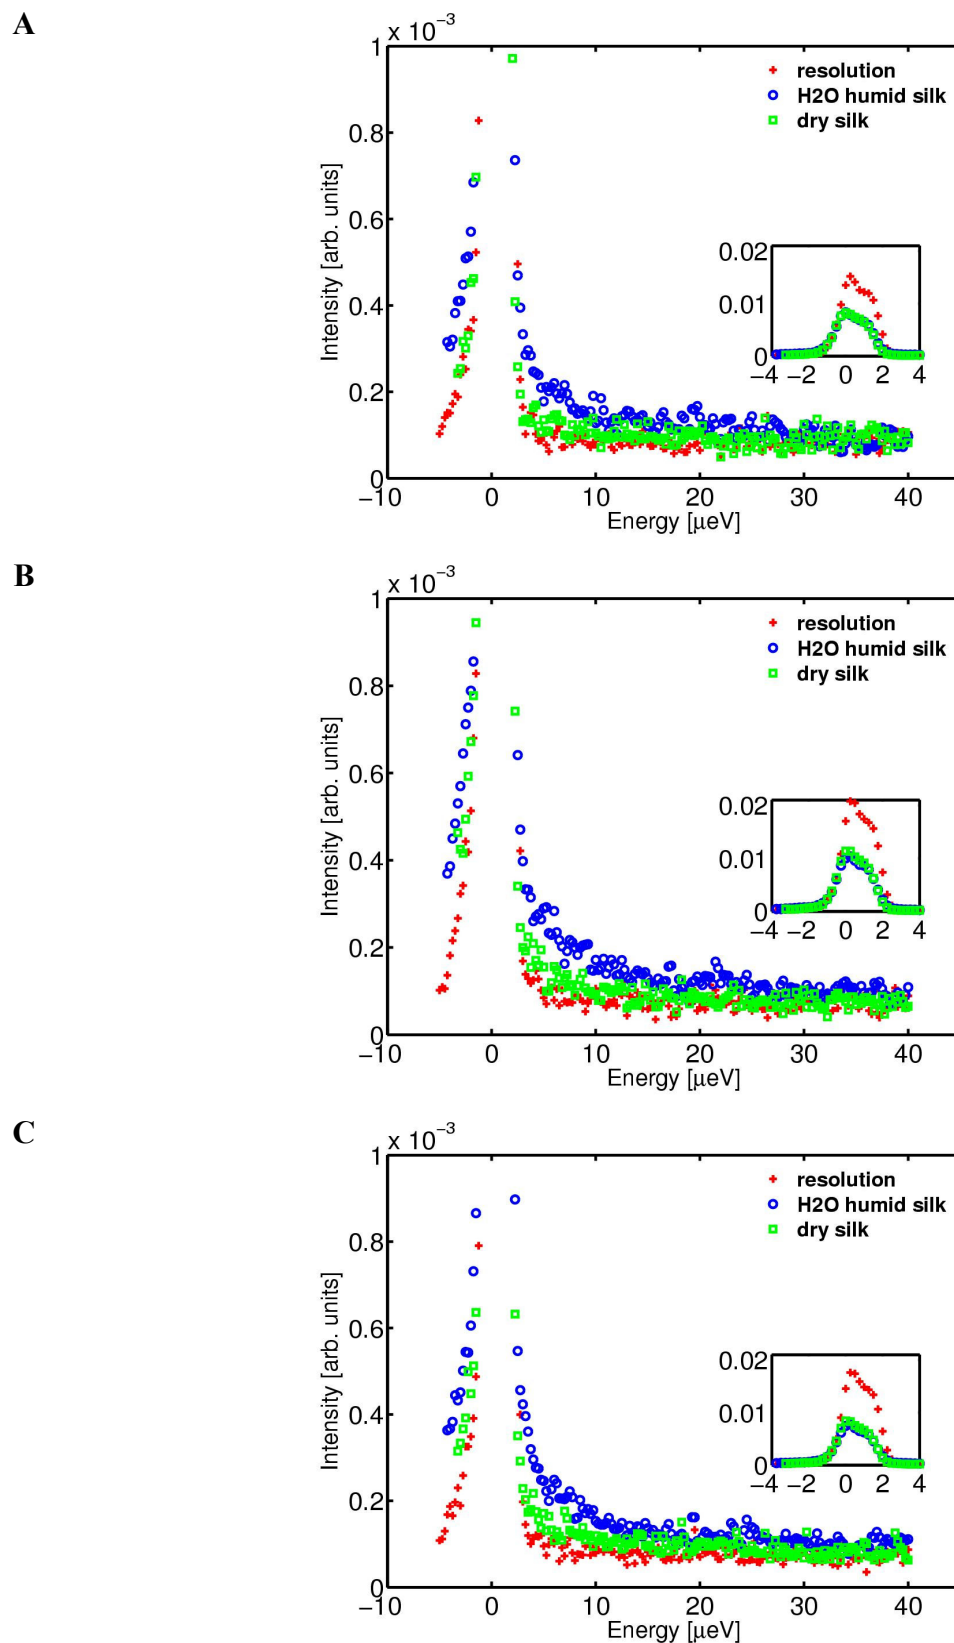 A
1 x 10⁻³
0.8
0.6
0.4
0.2
0
−10 0 10 20 30 40
Intensity [arb. units]
Energy [μeV]
resolution
H2O humid silk
dry silk
0.02
0.01
0
−4 −2 0 2 4
B
1 x 10⁻³
0.8
0.6
0.4
0.2
0
−10 0 10 20 30 40
Intensity [arb. units]
Energy [μeV]
resolution
H2O humid silk
dry silk
0.02
0.01
0
−4 −2 0 2 4
C
1 x 10⁻³
0.8
0.6
0.4
0.2
0
−10 0 10 20 30 40
Intensity [arb. units]
Energy [μeV]
resolution
H2O humid silk
dry silk
0.02
0.01
0
−4 −2 0 2 4